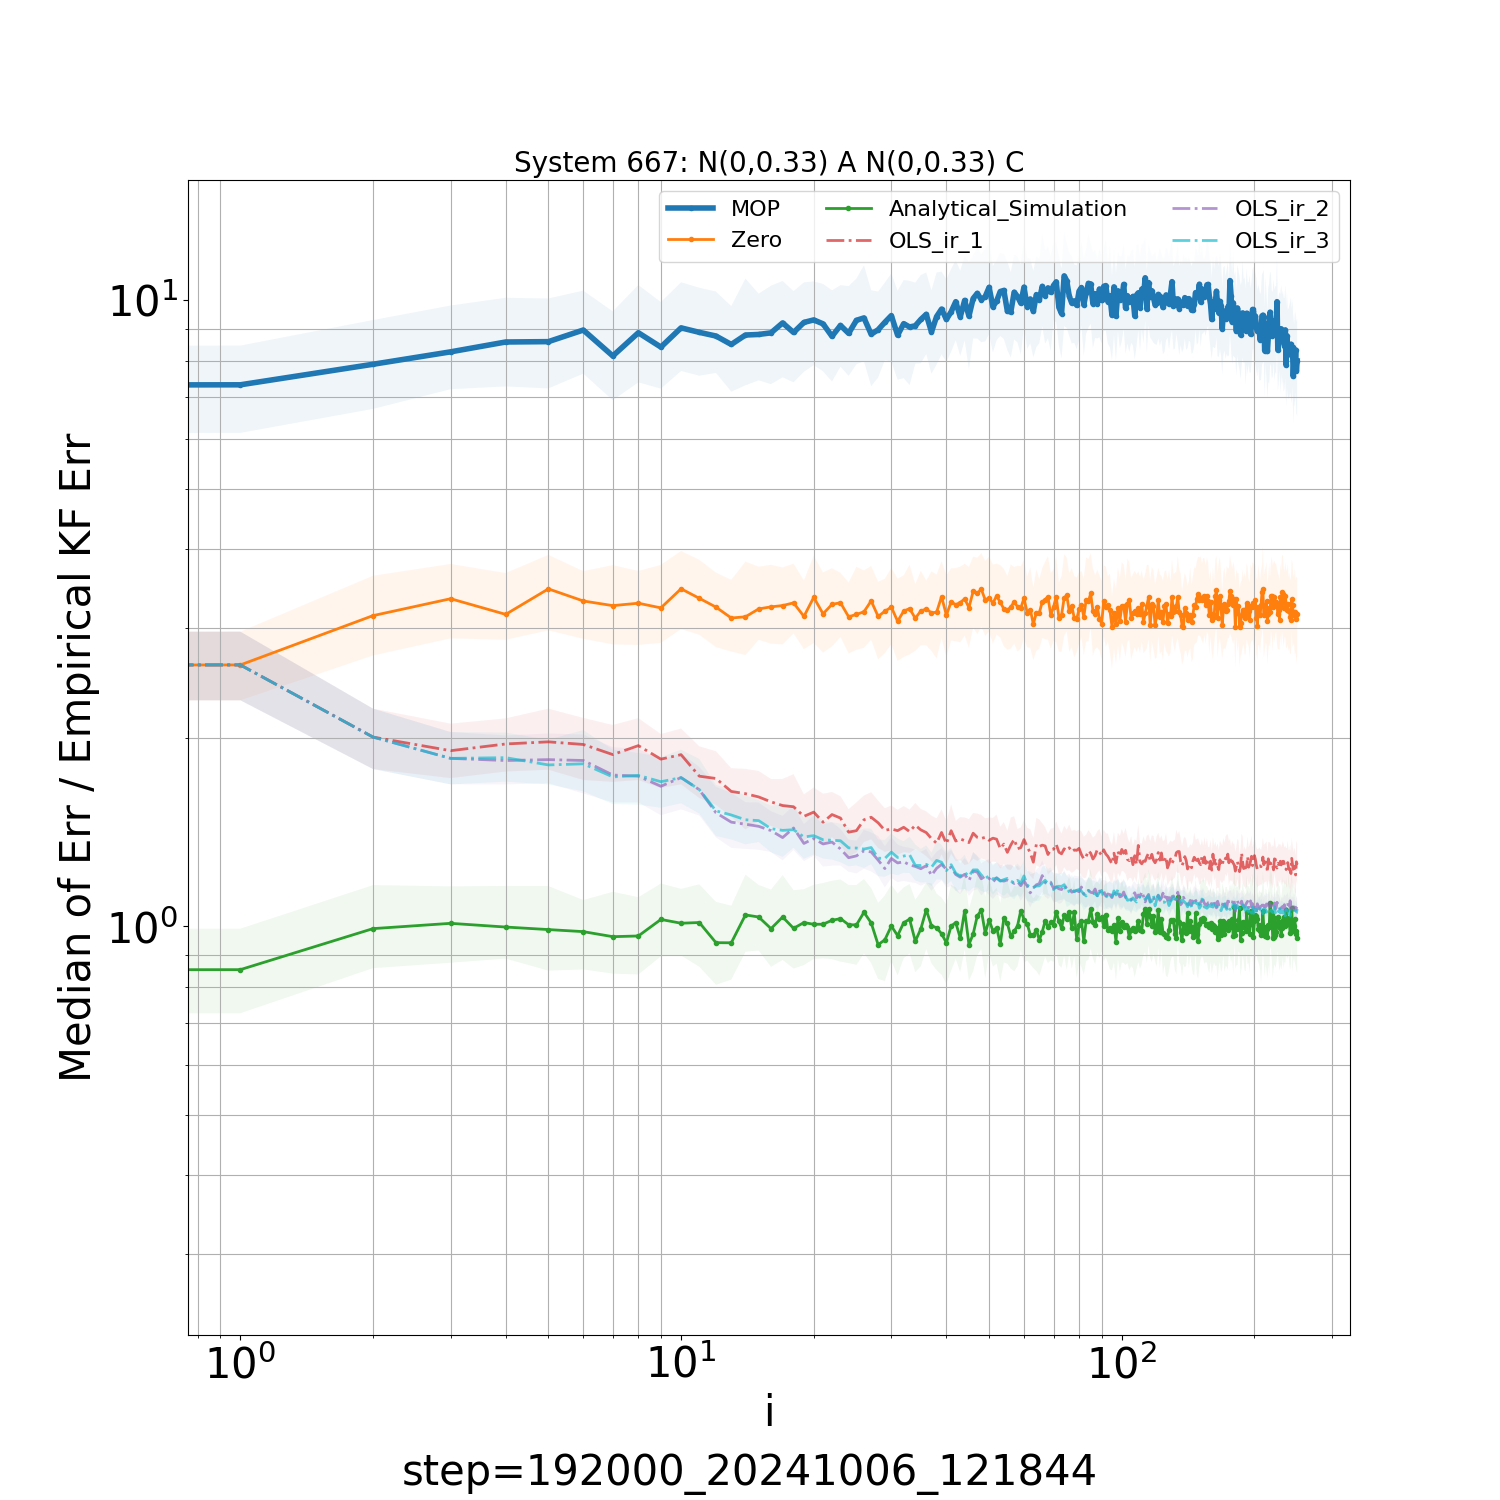 System 667: N(0,0.33) A N(0,0.33) C
MOP
Zero
Analytical_Simulation
OLS_ir_1
OLS_ir_2
OLS_ir_3
10¹
10⁰
Median of Err / Empirical KF Err
10⁰
10¹
10²
i
step=192000_20241006_121844